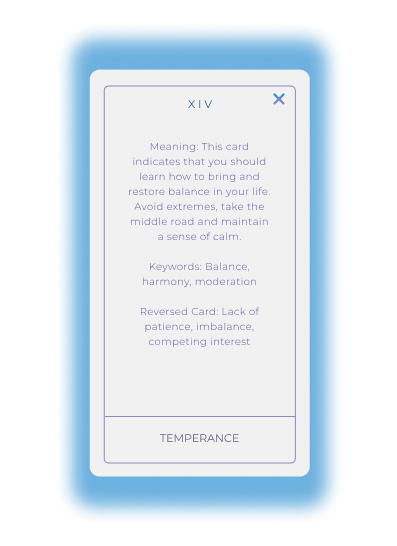 XIV
Meaning: This card
indicates that you should
learn how to bring and
restore balance in your life.
Avoid extremes, take the
middle road and maintain
a sense of calm.
Keywords: Balance,
harmony, moderation
Reversed Card: Lack of
patience, imbalance,
competing interest
TEMPERANCE